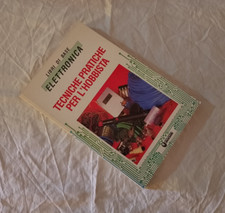 LIBRI DI BASE
ELETTRONICA
TECNICHE PRATICHE
PER L'HOBBISTA